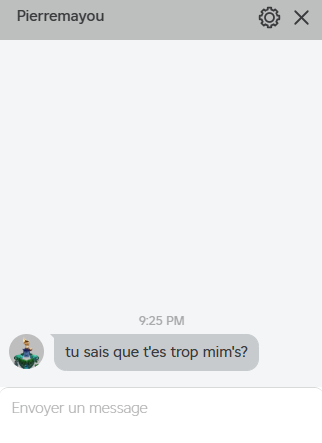 Pierremayou
9:25 PM
tu sais que t'es trop mim's?
Envoyer un message